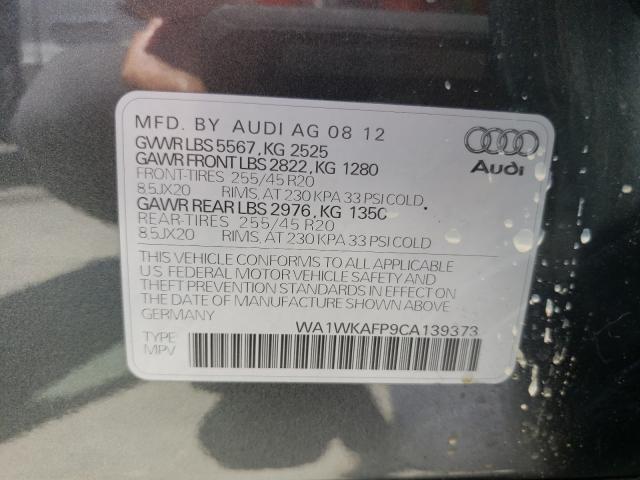 MFD. BY AUDI AG 08 12
GVWR LBS 5567, KG 2525
GAWR FRONT LBS 2822, KG 1280
FRONT-TIRES 255/45 R20
8.5JX20 RIMS, AT 230 KPA 33 PSI COLD
GAWR REAR LBS 2976, KG 1350
REAR-TIRES 255/45 R20
8.5JX20 RIMS, AT 230 KPA 33 PSI COLD
Audi
THIS VEHICLE CONFORMS TO ALL APPLICABLE
U.S. FEDERAL MOTOR VEHICLE SAFETY AND
THEFT PREVENTION STANDARDS IN EFFECT ON
THE DATE OF MANUFACTURE SHOWN ABOVE
GERMANY
WA1WKAFP9CA139373
TYPE:
MPV